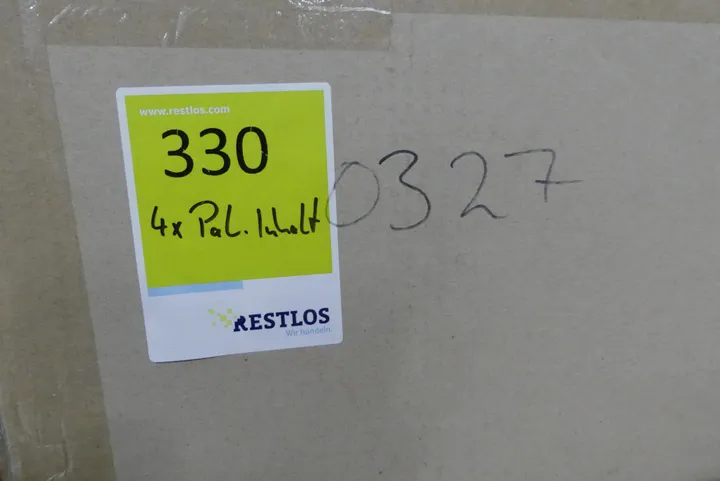 www.restlos.com
330
4x Pal. Inhalt
0327
RESTLOS
Wir handeln.